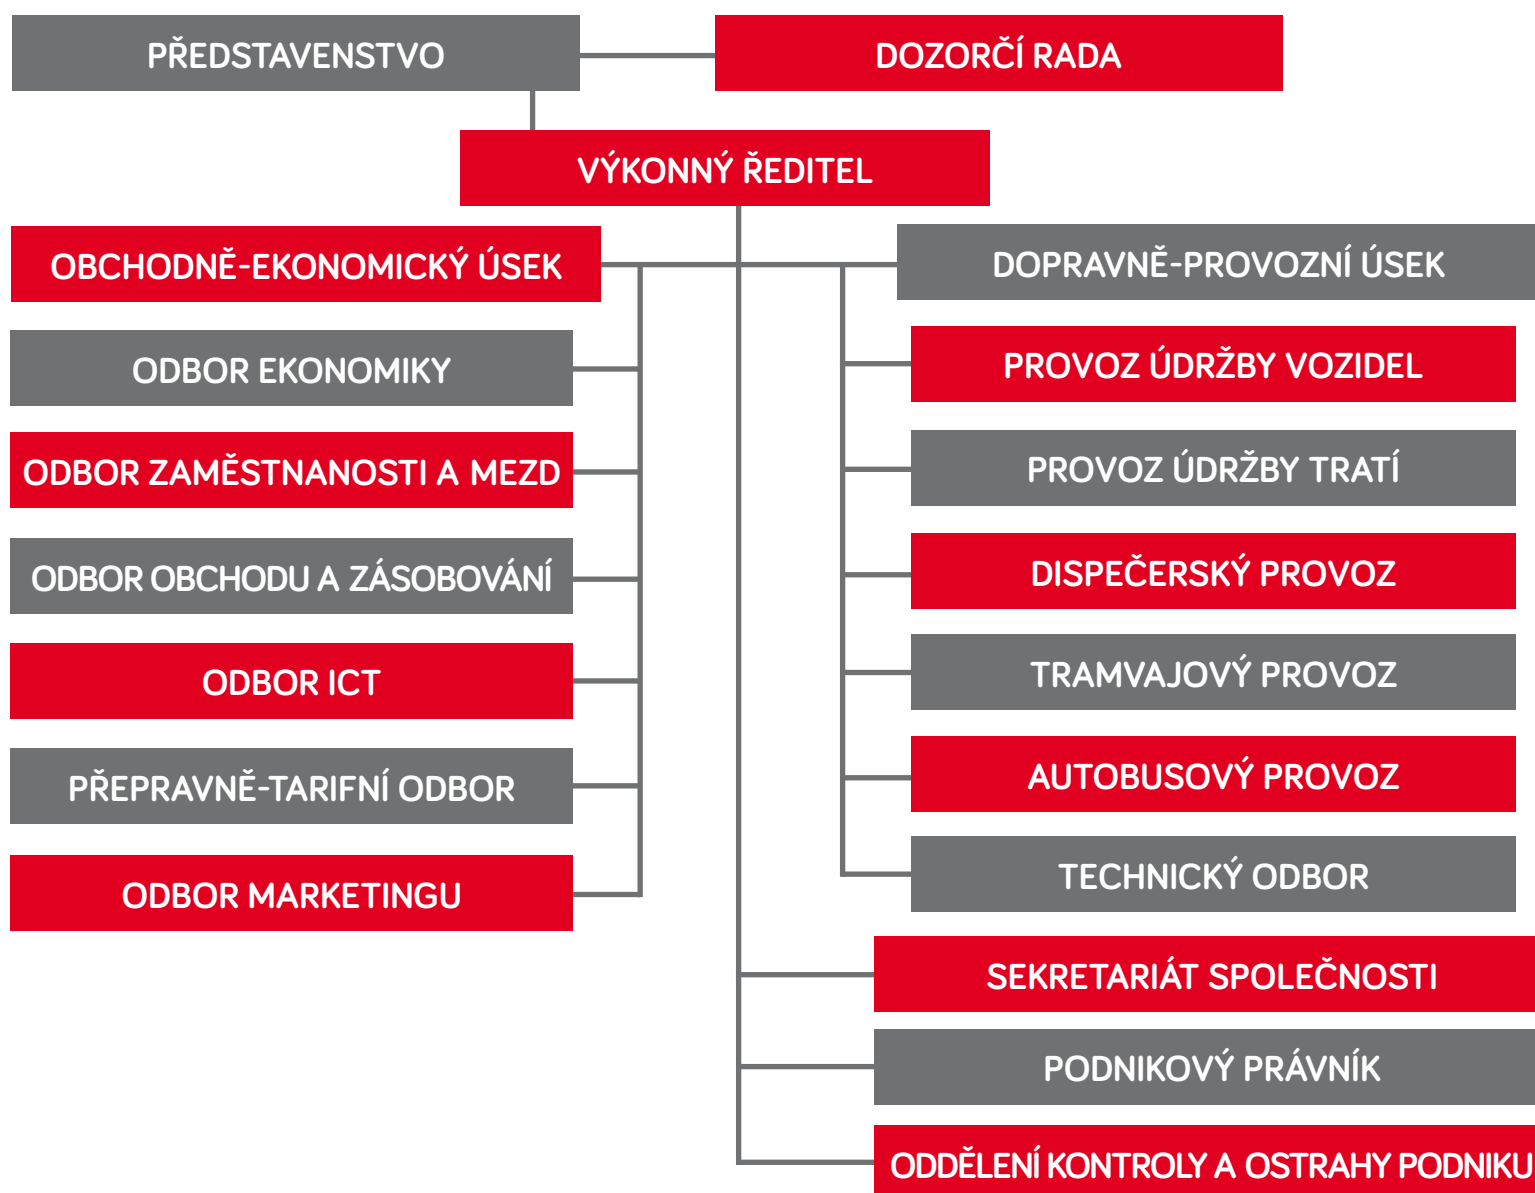 PŘEDSTAVENSTVO
DOZORČÍ RADA
VÝKONNÝ ŘEDITEL
OBCHODNĚ-EKONOMICKÝ ÚSEK
ODBOR EKONOMIKY
ODBOR ZAMĚSTNANOSTI A MEZD
ODBOR OBCHODU A ZÁSOBOVÁNÍ
ODBOR ICT
PŘEPRAVNĚ-TARIFNÍ ODBOR
ODBOR MARKETINGU
DOPRAVNĚ-PROVOZNÍ ÚSEK
PROVOZ ÚDRŽBY VOZIDEL
PROVOZ ÚDRŽBY TRATÍ
DISPEČERSKÝ PROVOZ
TRAMVAJOVÝ PROVOZ
AUTOBUSOVÝ PROVOZ
TECHNICKÝ ODBOR
SEKRETARIÁT SPOLEČNOSTI
PODNIKOVÝ PRÁVNÍK
ODDĚLENÍ KONTROLY A OSTRAHY PODNIKU